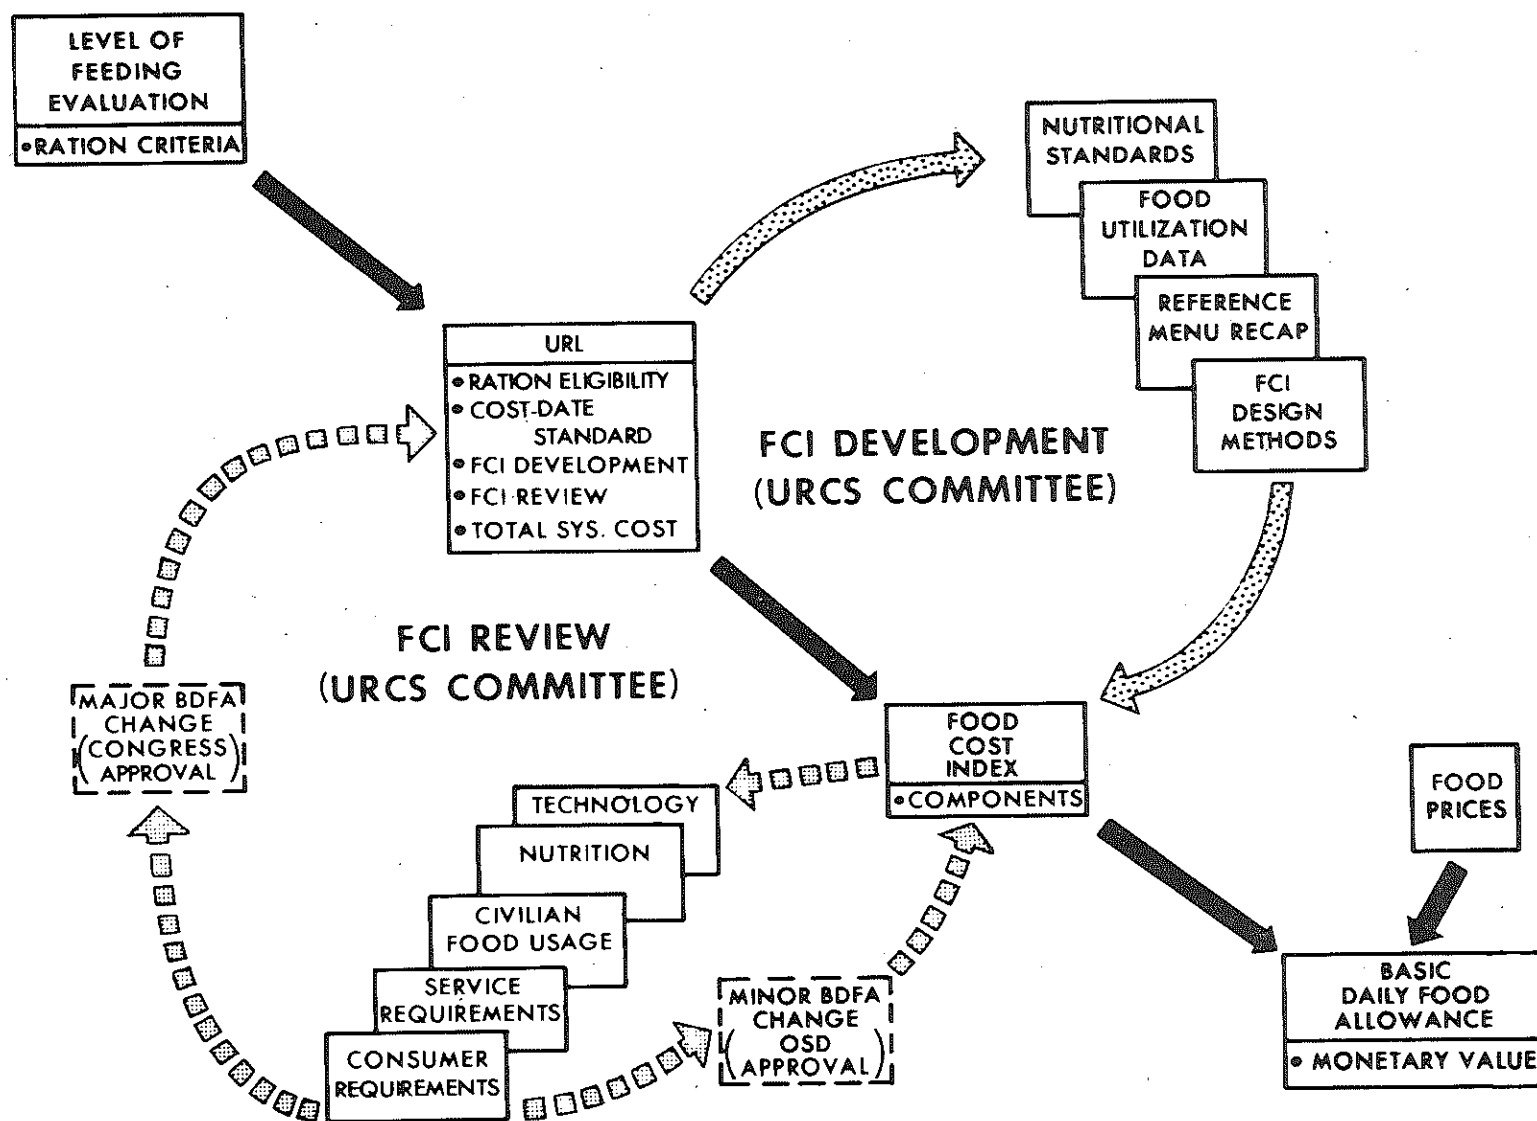 LEVEL OF
FEEDING
EVALUATION
• RATION CRITERIA
NUTRITIONAL
STANDARDS
FOOD
UTILIZATION
DATA
REFERENCE
MENU RECAP
FCI
DESIGN
METHODS
URL
• RATION ELIGIBILITY
• COST-DATE
STANDARD
• FCI DEVELOPMENT
• FCI REVIEW
• TOTAL SYS. COST
FCI DEVELOPMENT
(URCS COMMITTEE)
FCI REVIEW
(URCS COMMITTEE)
MAJOR BDFA
CHANGE
(CONGRESS
APPROVAL)
FOOD
COST
INDEX
• COMPONENTS
FOOD
PRICES
TECHNOLOGY
NUTRITION
CIVILIAN
FOOD USAGE
SERVICE
REQUIREMENTS
CONSUMER
REQUIREMENTS
MINOR BDFA
CHANGE
(OSD
APPROVAL)
BASIC
DAILY FOOD
ALLOWANCE
• MONETARY VALUE